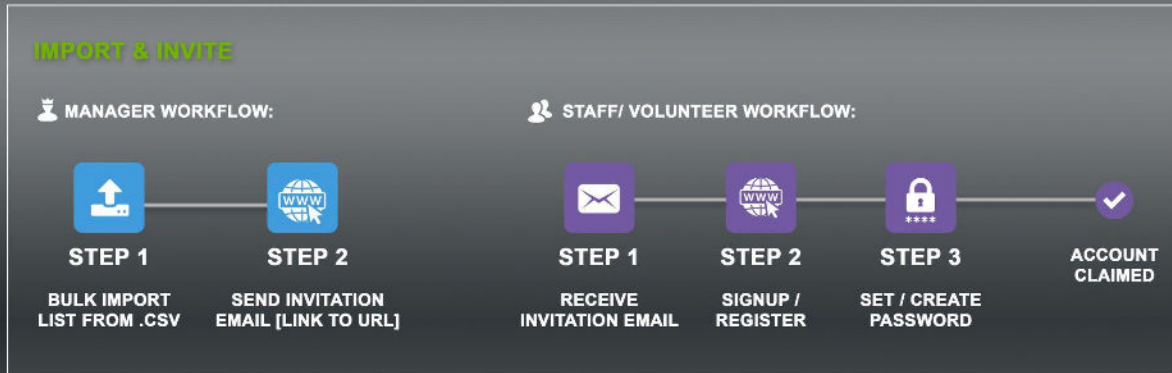 IMPORT & INVITE
MANAGER WORKFLOW:
WWW
STEP 1
STEP 2
BULK IMPORT
LIST FROM .CSV
SEND INVITATION
EMAIL [LINK TO URL]
STAFF/ VOLUNTEER WORKFLOW:
WWW
****
STEP 1
STEP 2
STEP 3
RECEIVE
INVITATION EMAIL
SIGNUP /
REGISTER
SET / CREATE
PASSWORD
ACCOUNT
CLAIMED